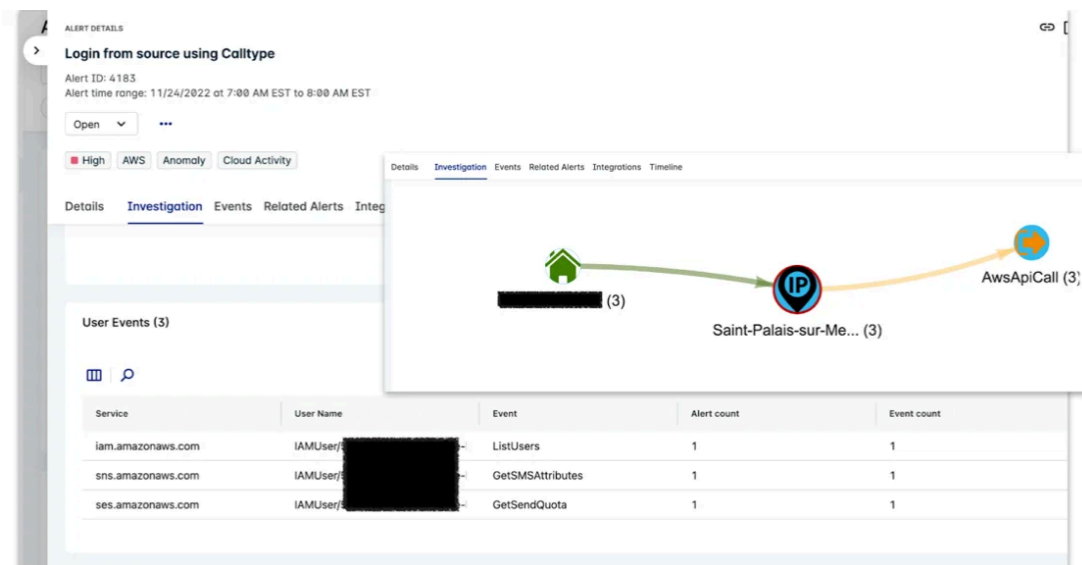 ALERT DETAILS
Login from source using Calltype
Alert ID: 4183
Alert time range: 11/24/2022 at 7:00 AM EST to 8:00 AM EST
Open
High AWS Anomaly Cloud Activity
Details Investigation Events Related Alerts Integ
Details Investigation Events Related Alerts Integrations Timeline
IP
(3)
Saint-Palais-sur-Me... (3)
AwsApiCall (3)
User Events (3)
Service User Name Event Alert count Event count
iam.amazonaws.com IAMUser/ ListUsers 1 1
sns.amazonaws.com IAMUser/ GetSMSAttributes 1 1
ses.amazonaws.com IAMUser/ GetSendQuota 1 1